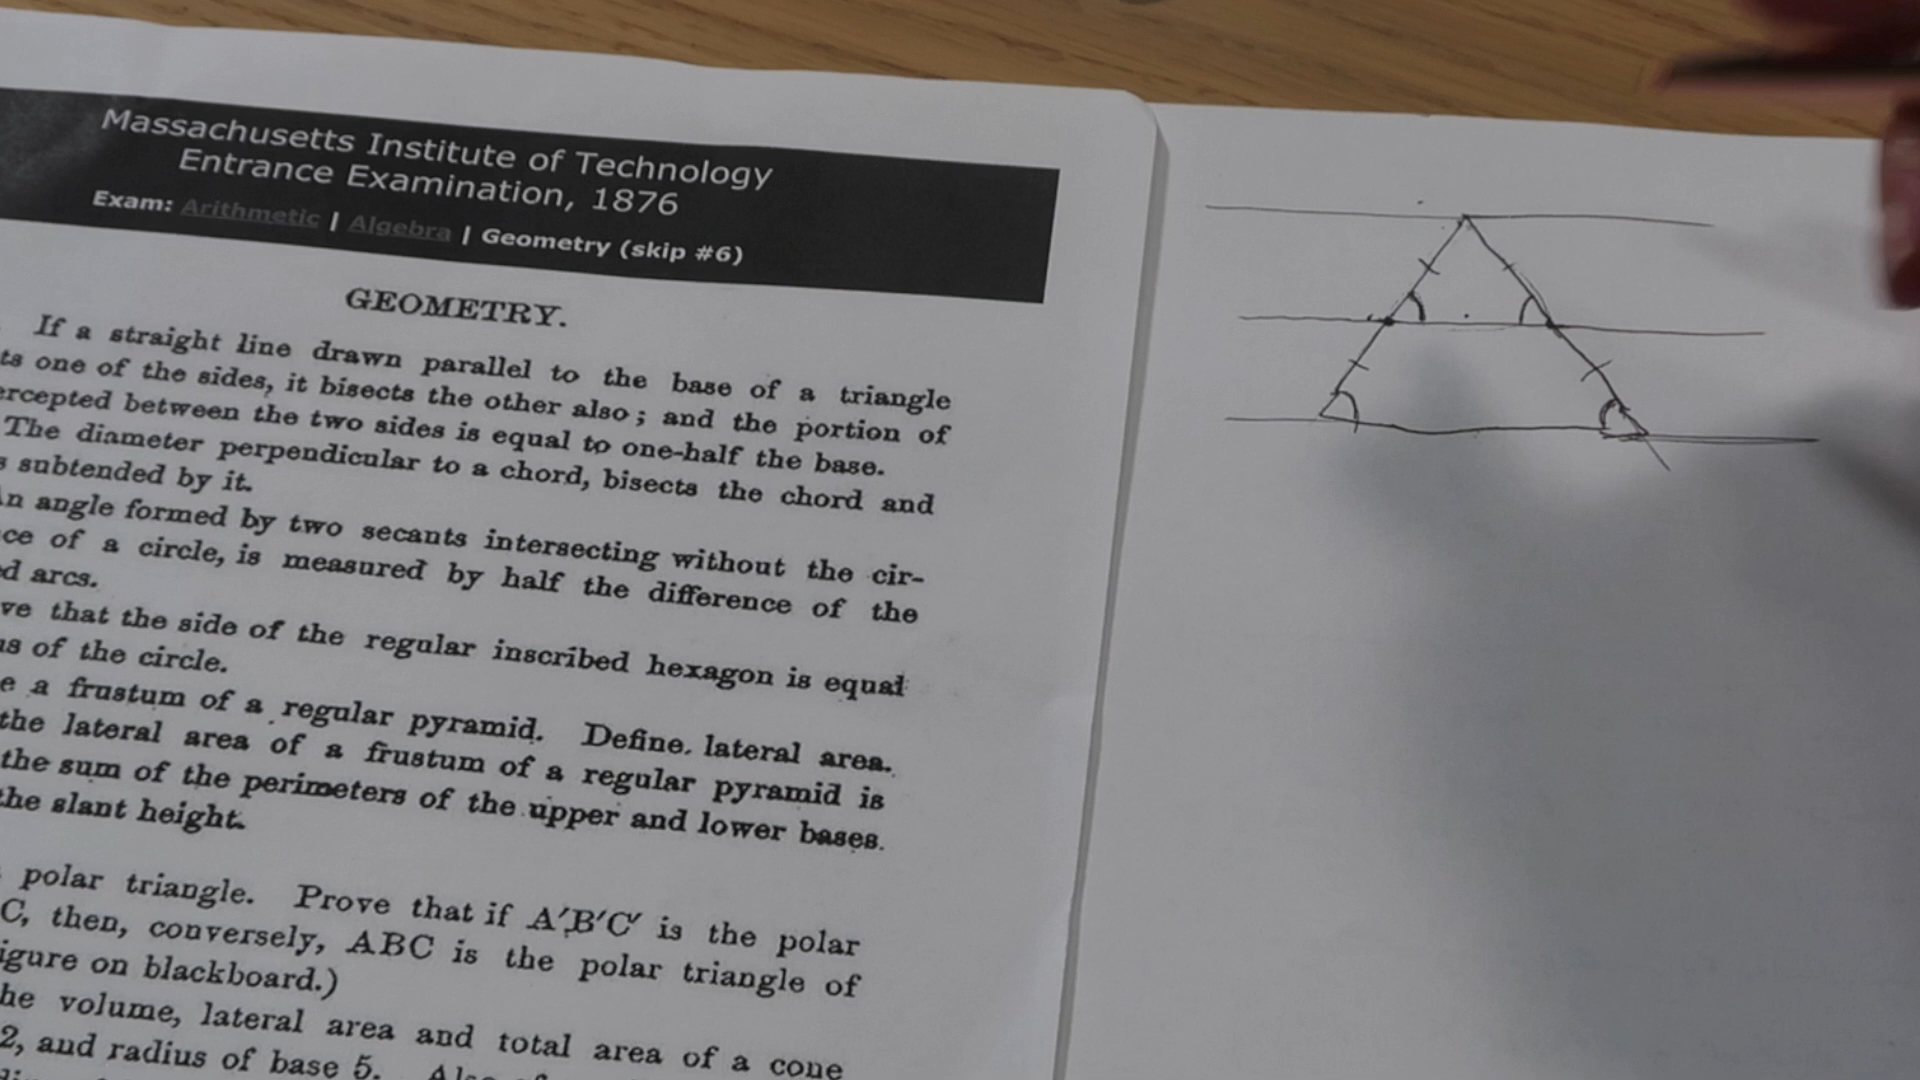 Massachusetts Institute of Technology
Entrance Examination, 1876
Exam: Arithmetic | Algebra | Geometry (skip #6)
GEOMETRY.
If a straight line drawn parallel to the base of a triangle
ts one of the sides, it bisects the other also; and the portion of
ercepted between the two sides is equal to one-half the base.
The diameter perpendicular to a chord, bisects the chord and
s subtended by it.
An angle formed by two secants intersecting without the cir-
ce of a circle, is measured by half the difference of the
d arcs.
ve that the side of the regular inscribed hexagon is equal
us of the circle.
e a frustum of a regular pyramid. Define. lateral area.
the lateral area of a frustum of a regular pyramid is
the sum of the perimeters of the upper and lower bases.
the slant height.
polar triangle. Prove that if A′B′C′ is the polar
C, then, conversely, ABC is the polar triangle of
igure on blackboard.)
he volume, lateral area and total area of a cone
2, and radius of base 5.